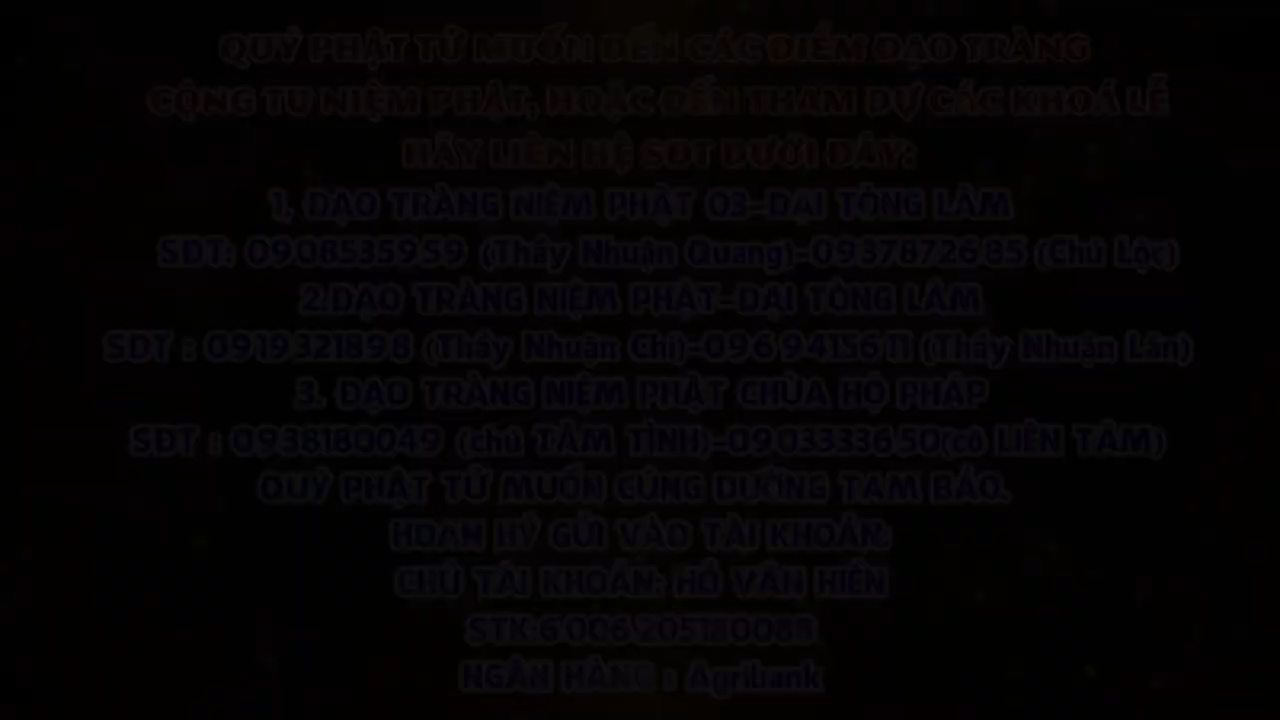 QUÝ PHẬT TỬ MUỐN ĐẾN CÁC ĐIỂM ĐẠO TRÀNG
CỘNG TU NIỆM PHẬT, HOẶC ĐẾN THAM DỰ CÁC KHOÁ LỄ
HÃY LIÊN HỆ SĐT DƯỚI ĐÂY:
1. ĐẠO TRÀNG NIỆM PHẬT 03-ĐẠI TÒNG LÂM
SĐT: 0908535959 (Thầy Nhuận Quang)-0937872685 (Chú Lộc)
2.ĐẠO TRÀNG NIỆM PHẬT-ĐẠI TÒNG LÂM
SĐT : 0919321898 (Thầy Nhuận Chí)-0969415611 (Thầy Nhuận Lân)
3. ĐẠO TRÀNG NIỆM PHẬT CHÙA HỘ PHÁP
SĐT : 0938180049 (chú TÂM TỊNH)-0903333650(cô LIÊN TÂM)
QUÝ PHẬT TỬ MUỐN CÚNG DƯỜNG TAM BẢO.
HOAN HỶ GỬI VÀO TÀI KHOẢN:
CHỦ TÀI KHOẢN: HỒ VĂN HIỀN
NGÂN HÀNG : Agribank